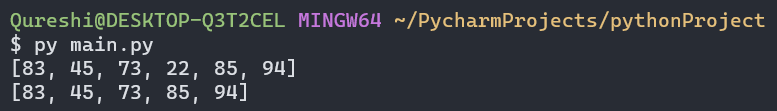 Qureshi@DESKTOP-Q3T2CEL MINGW64 ~/PycharmProjects/pythonProject
$ py main.py
[83, 45, 73, 22, 85, 94]
[83, 45, 73, 85, 94]